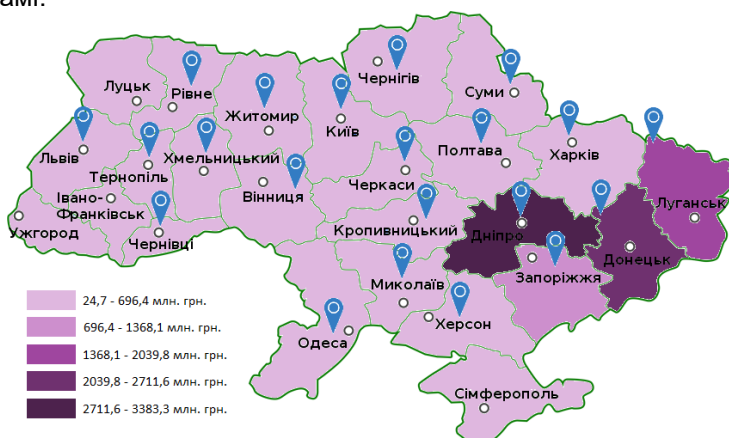 Чернігів
Луцьк
Рівне
Суми
Житомир
Київ
Львів
Тернопіль
Хмельницький
Полтава
Харків
Вінниця
Черкаси
Івано-
Франківськ
Ужгород
Чернівці
Кропивницький
Дніпро
Луганськ
Донецьк
Запоріжжя
Миколаїв
Херсон
Одеса
Сімферополь
24,7 - 696,4 млн. грн.
696,4 - 1368,1 млн. грн.
1368,1 - 2039,8 млн. грн.
2039,8 - 2711,6 млн. грн.
2711,6 - 3383,3 млн. грн.